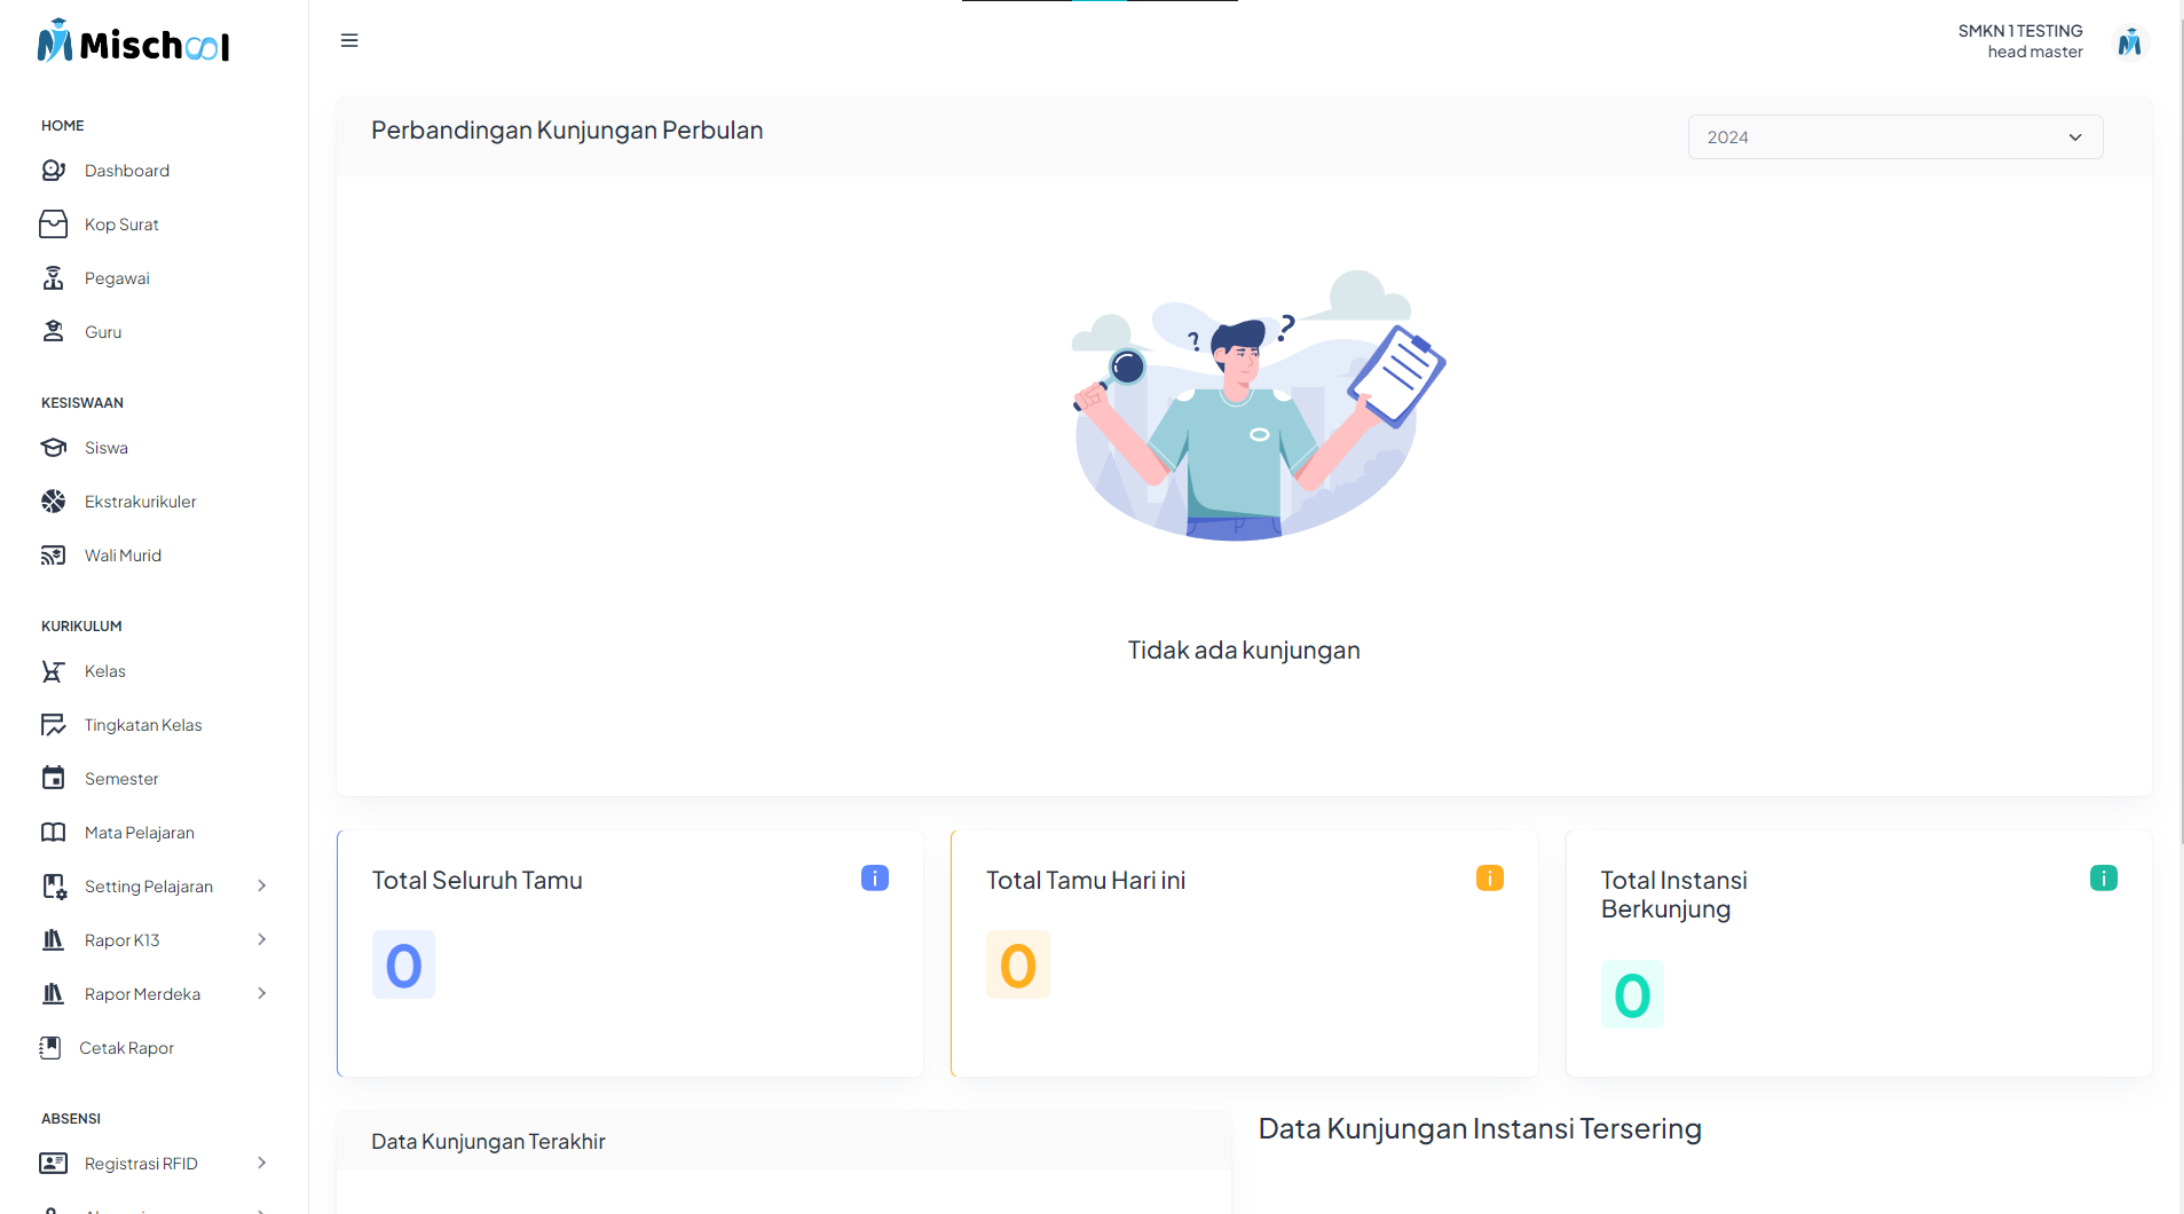 Mischool
HOME
Dashboard
Kop Surat
Pegawai
Guru
KESISWAAN
Siswa
Ekstrakurikuler
Wali Murid
KURIKULUM
Kelas
Tingkatan Kelas
Semester
Mata Pelajaran
Setting Pelajaran
Rapor K13
Rapor Merdeka
Cetak Rapor
ABSENSI
Registrasi RFID
SMKN 1 TESTING
head master
Perbandingan Kunjungan Perbulan
2024
? ?
Tidak ada kunjungan
Total Seluruh Tamu
i
0
Total Tamu Hari ini
i
0
Total Instansi
Berkunjung
i
0
Data Kunjungan Terakhir
Data Kunjungan Instansi Tersering